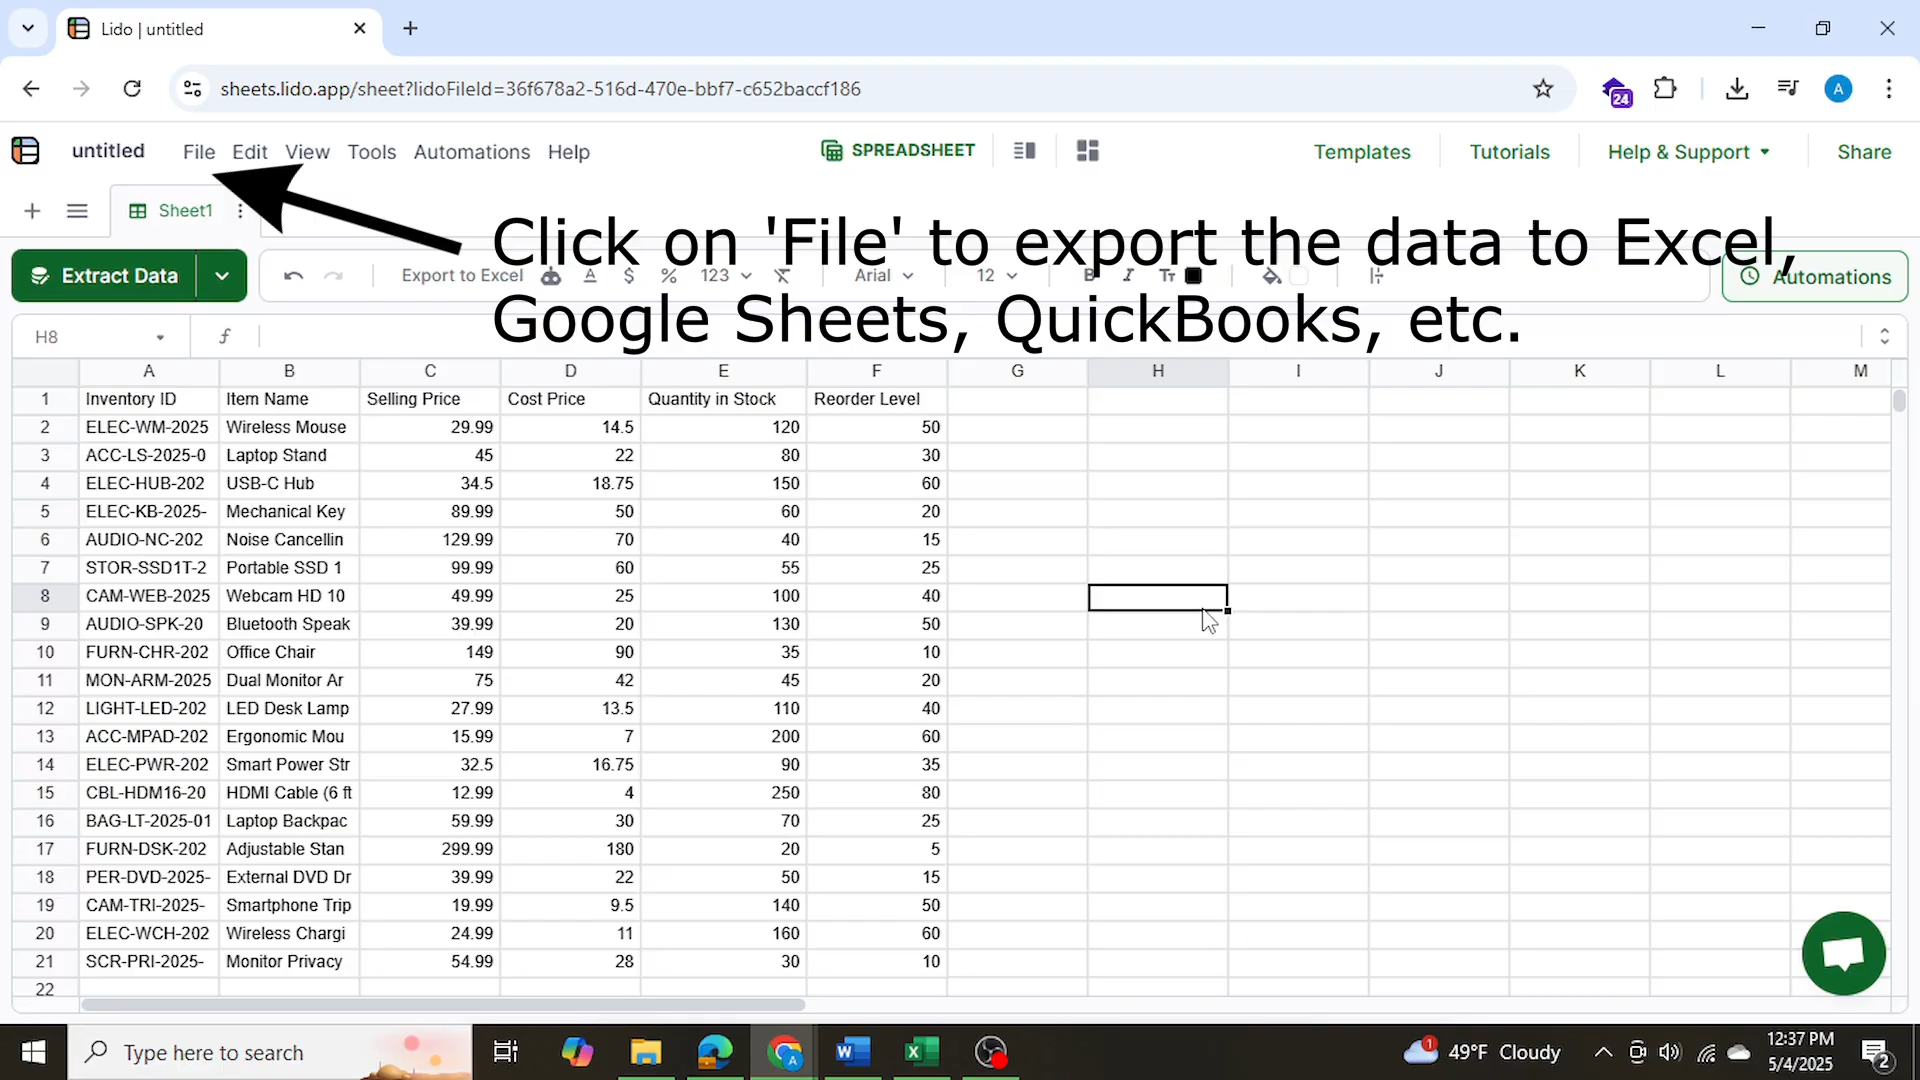 Lido | untitled
sheets.lido.app/sheet?lidoFileId=36f678a2-516d-470e-bbf7-c652baccf186
24
A
untitled File Edit View Tools Automations Help SPREADSHEET Templates Tutorials Help & Support Share
Sheet1
Click on 'File' to export the data to Excel,
Google Sheets, QuickBooks, etc.
Extract Data Export to Excel A $ % 123 Arial 12 B I Tr Automations
H8 f
A B C D E F G H I J K L M
1 Inventory ID Item Name Selling Price Cost Price Quantity in Stock Reorder Level
2 ELEC-WM-2025 Wireless Mouse 29.99 14.5 120 50
3 ACC-LS-2025-0 Laptop Stand 45 22 80 30
4 ELEC-HUB-202 USB-C Hub 34.5 18.75 150 60
5 ELEC-KB-2025- Mechanical Key 89.99 50 60 20
6 AUDIO-NC-202 Noise Cancellin 129.99 70 40 15
7 STOR-SSD1T-2 Portable SSD 1 99.99 60 55 25
8 CAM-WEB-2025 Webcam HD 10 49.99 25 100 40
9 AUDIO-SPK-20 Bluetooth Speak 39.99 20 130 50
10 FURN-CHR-202 Office Chair 149 90 35 10
11 MON-ARM-2025 Dual Monitor Ar 75 42 45 20
12 LIGHT-LED-202 LED Desk Lamp 27.99 13.5 110 40
13 ACC-MPAD-202 Ergonomic Mou 15.99 7 200 60
14 ELEC-PWR-202 Smart Power Str 32.5 16.75 90 35
15 CBL-HDM16-20 HDMI Cable (6 ft 12.99 4 250 80
16 BAG-LT-2025-01 Laptop Backpac 59.99 30 70 25
17 FURN-DSK-202 Adjustable Stan 299.99 180 20 5
18 PER-DVD-2025- External DVD Dr 39.99 22 50 15
19 CAM-TRI-2025- Smartphone Trip 19.99 9.5 140 50
20 ELEC-WCH-202 Wireless Chargi 24.99 11 160 60
21 SCR-PRI-2025- Monitor Privacy 54.99 28 30 10
22
Type here to search 1 49°F Cloudy 12:37 PM
5/4/2025 2